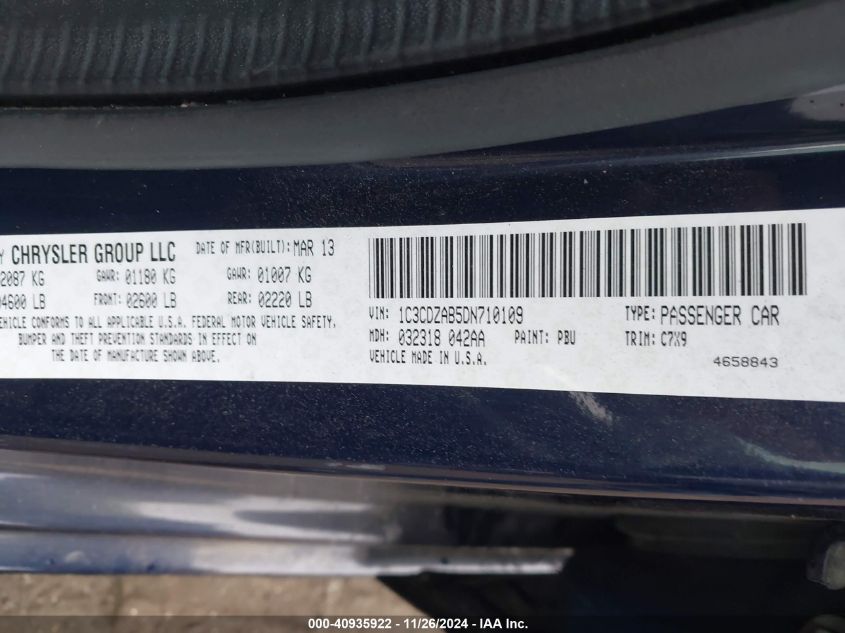 Y CHRYSLER GROUP LLC DATE OF MFR(BUILT): MAR 13
2087 KG GAWR: 01180 KG GAWR: 01007 KG
4600 LB FRONT: 02600 LB REAR: 02220 LB
VEHICLE CONFORMS TO ALL APPLICABLE U.S.A. FEDERAL MOTOR VEHICLE SAFETY,
BUMPER AND THEFT PREVENTION STANDARDS IN EFFECT ON
THE DATE OF MANUFACTURE SHOWN ABOVE.
VIN: 1C3CDZAB5DN710109 TYPE: PASSENGER CAR
MDH: 032318 042AA PAINT: PBU TRIM: C7X9
VEHICLE MADE IN U.S.A. 4658843
000-40935922 - 11/26/2024 - IAA Inc.